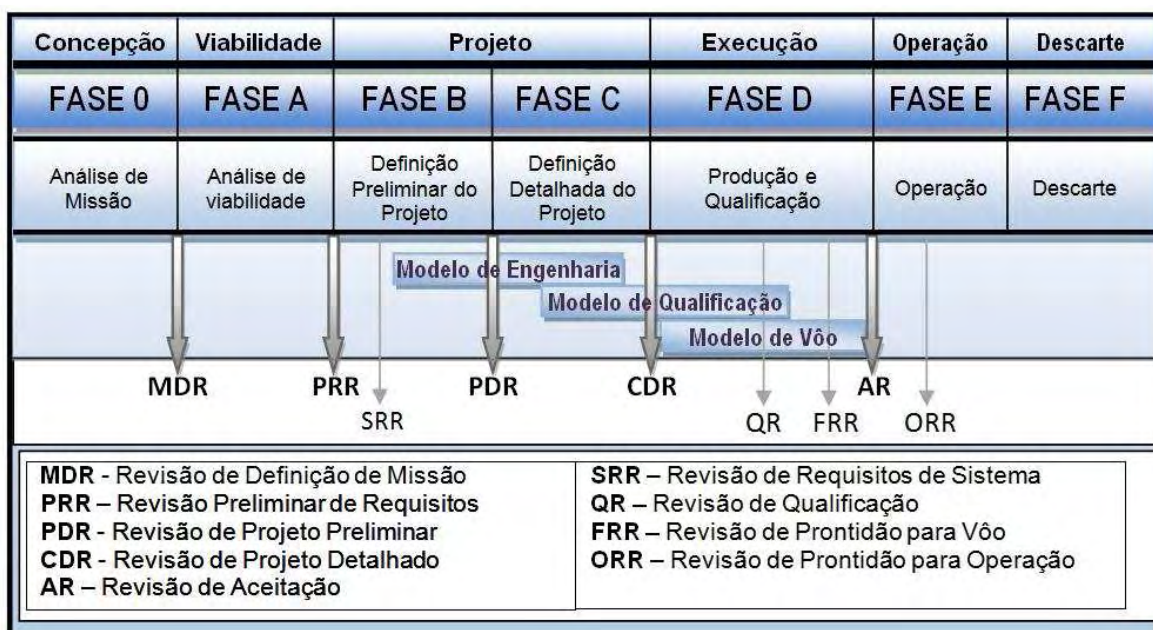 Concepção Viabilidade Projeto Execução Operação Descarte
FASE 0 FASE A FASE B FASE C FASE D FASE E FASE F
Análise de Missão
Análise de viabilidade
Definição Preliminar do Projeto
Definição Detalhada do Projeto
Produção e Qualificação
Operação
Descarte
Modelo de Engenharia
Modelo de Qualificação
Modelo de Vôo
MDR PRR PDR CDR AR
SRR QR FRR ORR
MDR - Revisão de Definição de Missão
PRR – Revisão Preliminar de Requisitos
PDR - Revisão de Projeto Preliminar
CDR - Revisão de Projeto Detalhado
AR – Revisão de Aceitação
SRR – Revisão de Requisitos de Sistema
QR – Revisão de Qualificação
FRR – Revisão de Prontidão para Vôo
ORR – Revisão de Prontidão para Operação